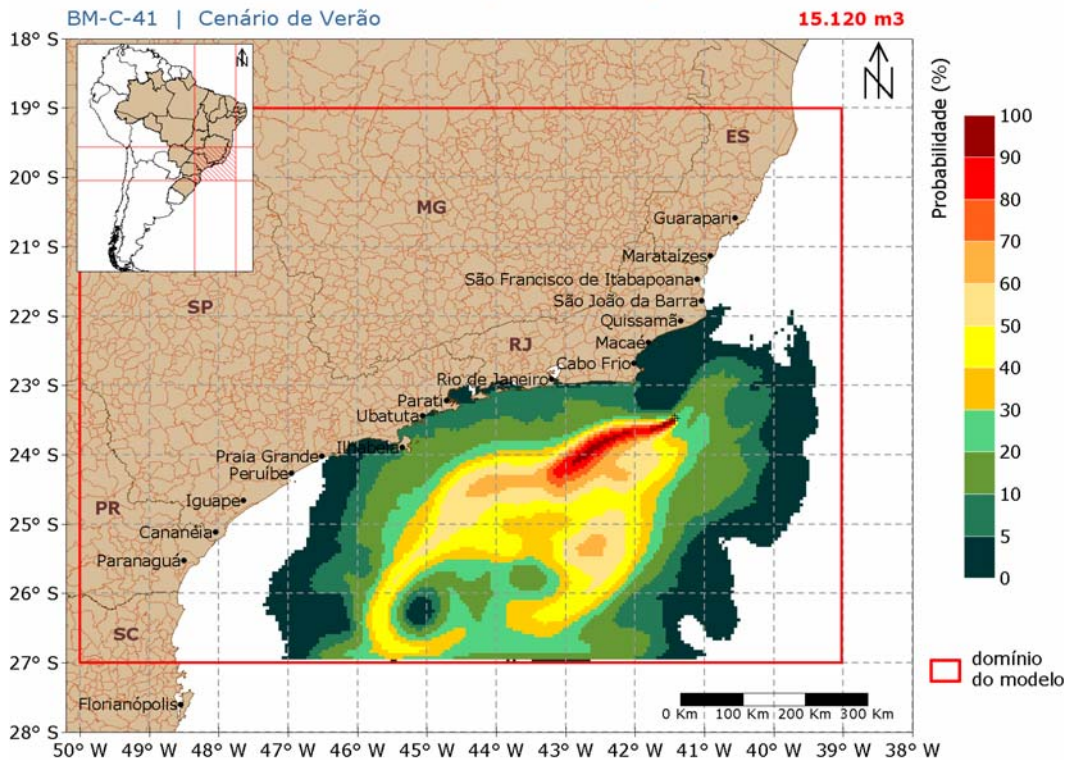 BM-C-41 | Cenário de Verão
15.120 m3
18° S
19° S
20° S
21° S
22° S
23° S
24° S
25° S
26° S
27° S
28° S
N
N
ES
MG
SP
RJ
PR
SC
Guarapari
Marataízes
São Francisco de Itabapoana
São João da Barra
Quissamã
Macaé
Cabo Frio
Rio de Janeiro
Parati
Ubatuta
Ilhabela
Praia Grande
Peruíbe
Iguape
Cananéia
Paranaguá
Florianópolis
0 Km 100 Km 200 Km 300 Km
50 W 49 W 48 W 47 W 46 W 45 W 44 W 43 W 42 W 41 W 40 W 39 W 38 W
Probabilidade (%)
100
90
80
70
60
50
40
30
20
10
5
0
domínio
do modelo